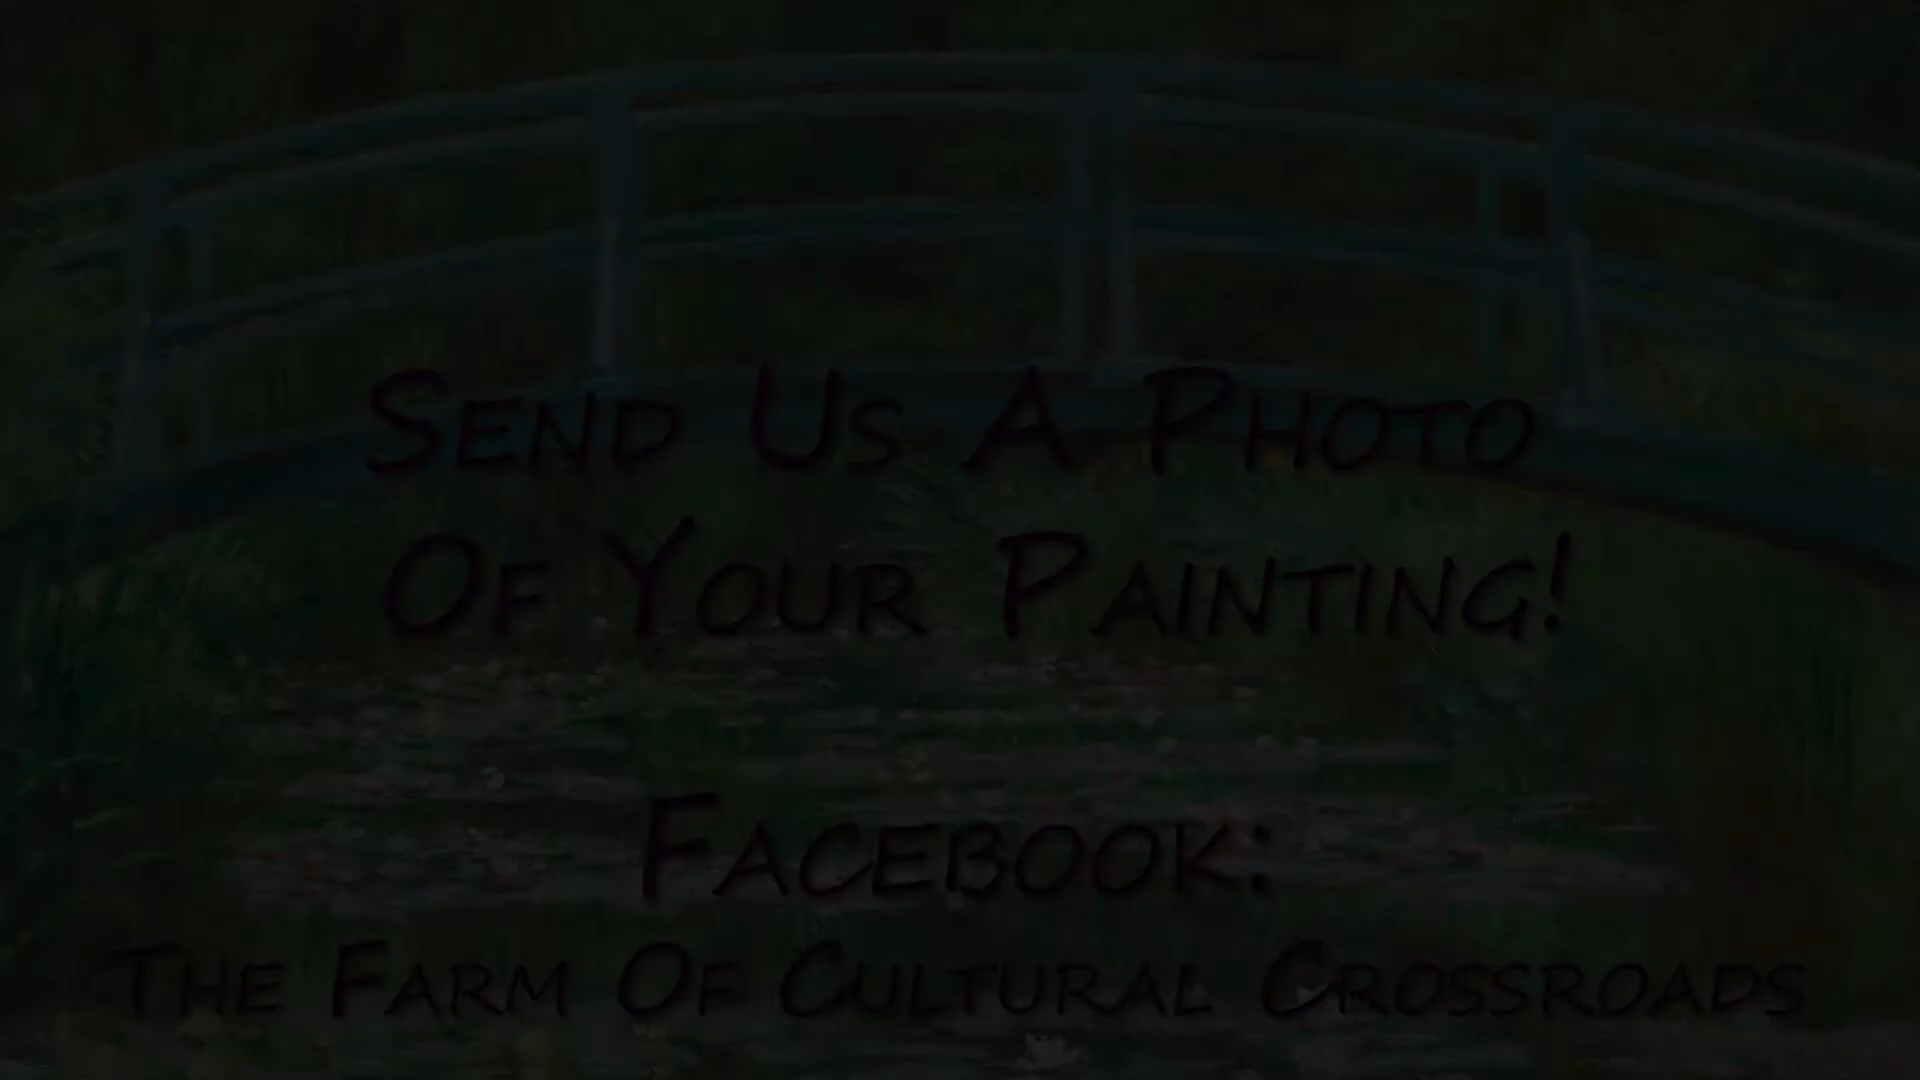 Send Us A Photo
Of Your Painting!
Facebook:
The Farm Of Cultural Crossroads